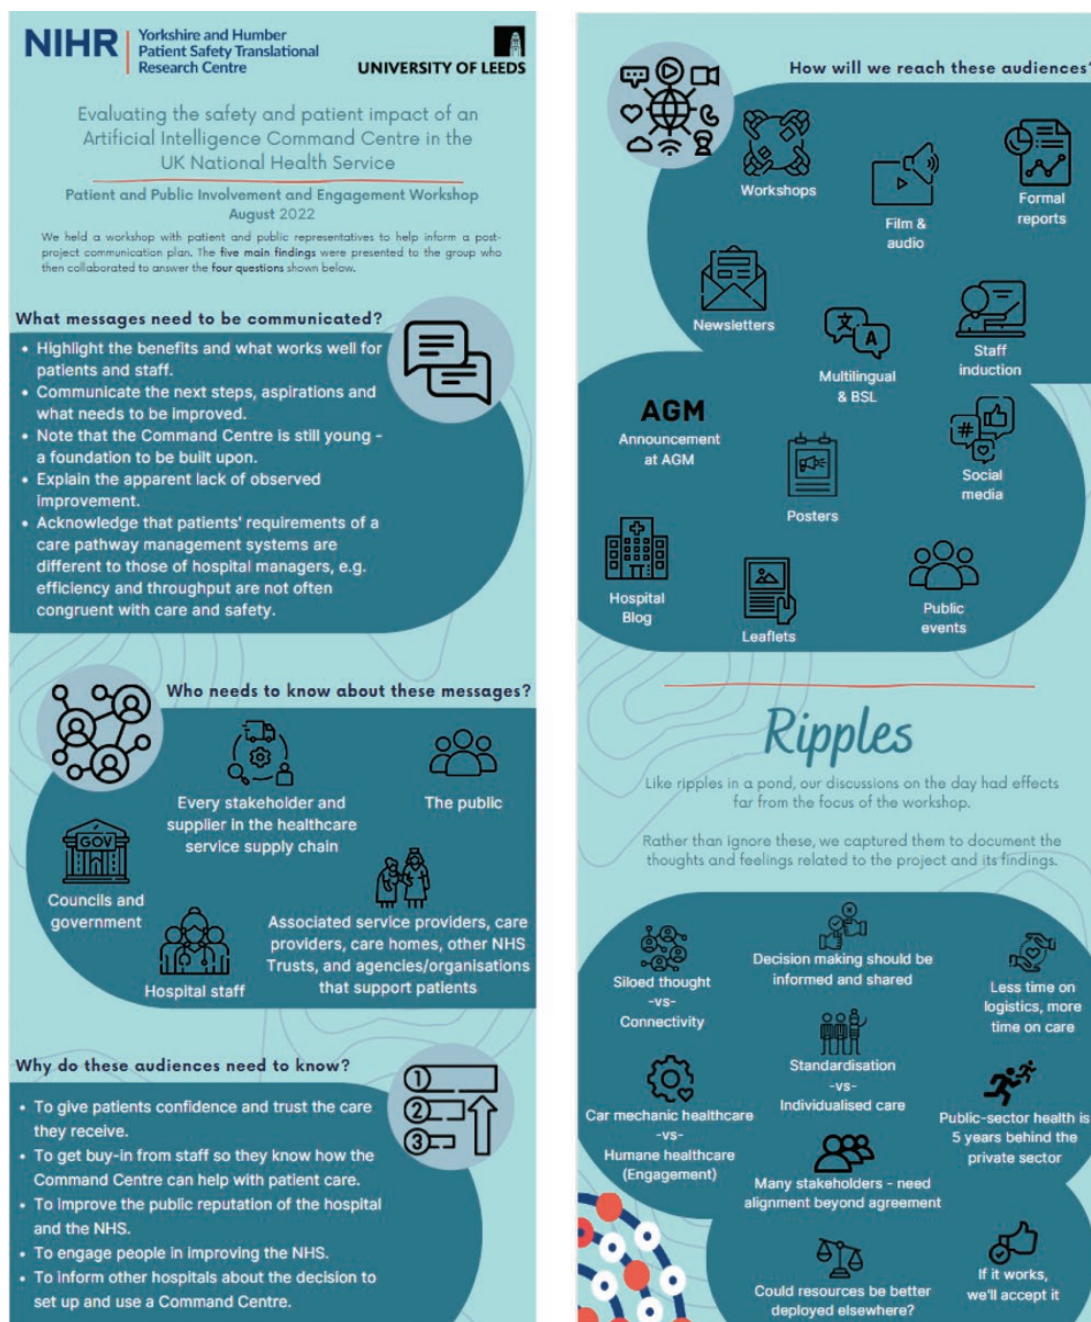 NIHR
Yorkshire and Humber
Patient Safety Translational
Research Centre
UNIVERSITY OF LEEDS
Evaluating the safety and patient impact of an
Artificial Intelligence Command Centre in the
UK National Health Service
Patient and Public Involvement and Engagement Workshop
August 2022
We held a workshop with patient and public representatives to help inform a post-
project communication plan. The five main findings were presented to the group who
then collaborated to answer the four questions shown below.
What messages need to be communicated?
• Highlight the benefits and what works well for
patients and staff.
• Communicate the next steps, aspirations and
what needs to be improved.
• Note that the Command Centre is still young -
a foundation to be built upon.
• Explain the apparent lack of observed
improvement.
• Acknowledge that patients' requirements of a
care pathway management systems are
different to those of hospital managers, e.g.
efficiency and throughput are not often
congruent with care and safety.
Who needs to know about these messages?
Every stakeholder and
supplier in the healthcare
service supply chain
The public
GOV
Councils and
government
Hospital staff
Associated service providers, care
providers, care homes, other NHS
Trusts, and agencies/organisations
that support patients
Why do these audiences need to know?
1
2
3
• To give patients confidence and trust the care
they receive.
• To get buy-in from staff so they know how the
Command Centre can help with patient care.
• To improve the public reputation of the hospital
and the NHS.
• To engage people in improving the NHS.
• To inform other hospitals about the decision to
set up and use a Command Centre.
How will we reach these audiences?
Workshops
Film &
audio
Formal
reports
Newsletters
文
A
Multilingual
& BSL
Staff
induction
AGM
Announcement
at AGM
Posters
#
Social
media
Hospital
Blog
Leaflets
Public
events
Ripples
Like ripples in a pond, our discussions on the day had effects
far from the focus of the workshop.
Rather than ignore these, we captured them to document the
thoughts and feelings related to the project and its findings.
Siloed thought
-vs-
Connectivity
Decision making should be
informed and shared
Less time on
logistics, more
time on care
Standardisation
-vs-
Individualised care
Car mechanic healthcare
-vs-
Humane healthcare
(Engagement)
Public-sector health is
5 years behind the
private sector
Many stakeholders - need
alignment beyond agreement
Could resources be better
deployed elsewhere?
If it works,
we'll accept it